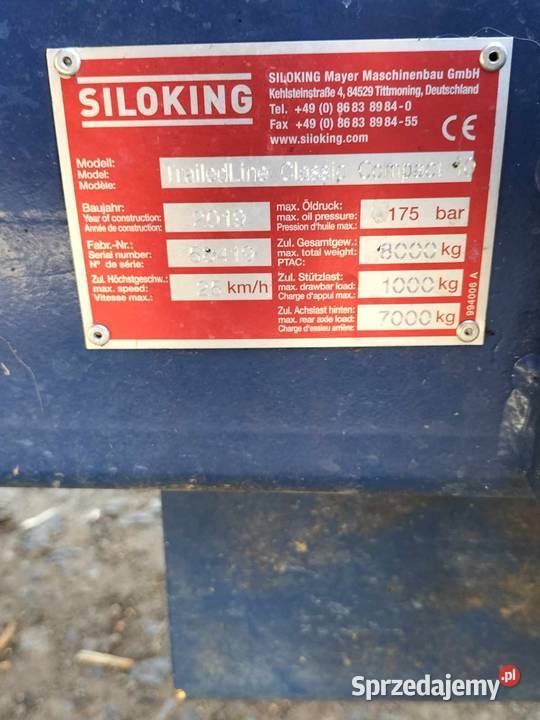 SILOKING
SILOKING Mayer Maschinenbau GmbH
Kehlsteinstraße 4, 84529 Tittmoning, Deutschland
Tel. +49 (0) 86 83 89 84-0
Fax +49 (0) 86 83 89 84-55
www.siloking.com
CE
Modell:
Model:
Modèle:
TrailedLine Classic Compact
Baujahr:
Year of construction:
Année de construction:
2019
Fabr.-Nr.:
Serial number:
N° de série:
Zul. Höchstgeschw.:
max. speed:
Vitesse max.:
25 km/h
max. Öldruck:
max. oil pressure:
Pression d'huile max.:
175 bar
Zul. Gesamtgew.:
max. total weight:
PTAC:
8000 kg
Zul. Stützlast:
max. drawbar load:
Charge d'appui max.:
1000 kg
Zul. Achslast hinten:
max. rear axle load:
Charge d'essieu arrière:
7000 kg
994006 A
Sprzedajemy.pl